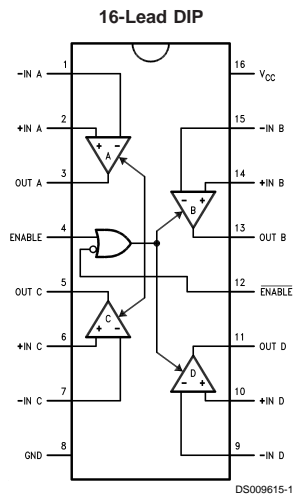 16-Lead DIP
-IN A 1
+IN A 2
OUT A 3
ENABLE 4
OUT C 5
+IN C 6
-IN C 7
GND 8
16 VCC
15 -IN B
14 +IN B
13 OUT B
12 ENABLE
11 OUT D
10 +IN D
9 -IN D
+ -
A
- +
B
C
+ -
D
- +
DS009615-1